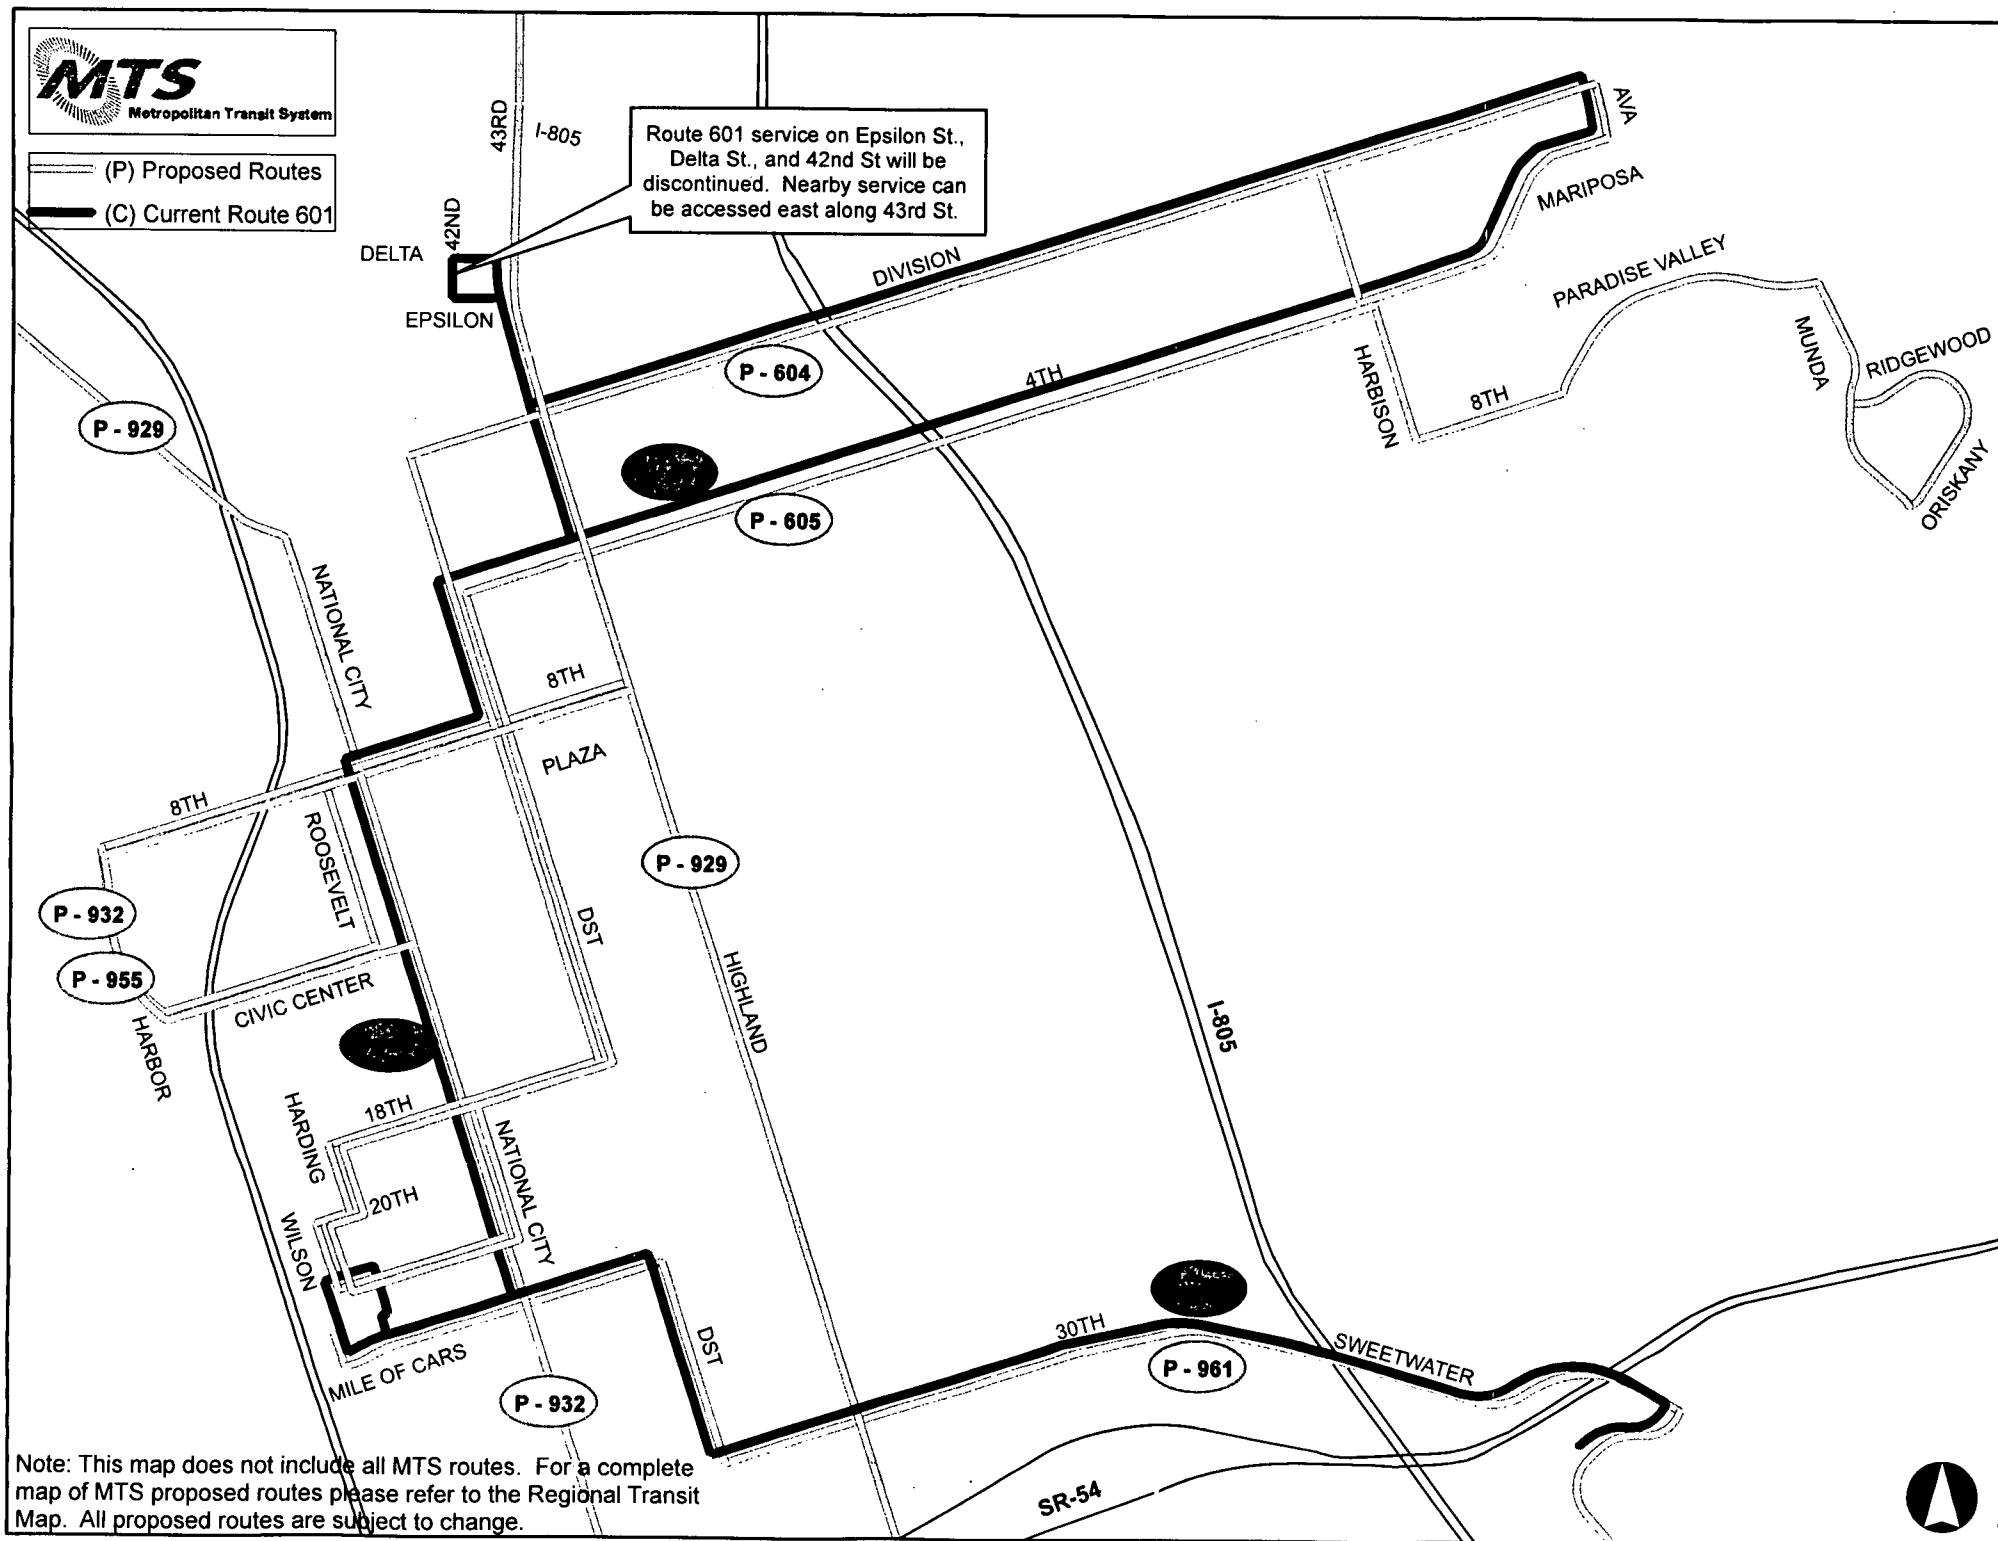 MTS
Metropolitan Transit System
(P) Proposed Routes
(C) Current Route 601
43RD
I-805
Route 601 service on Epsilon St.,
Delta St., and 42nd St will be
discontinued. Nearby service can
be accessed east along 43rd St.
42ND
DELTA
EPSILON
DIVISION
AVA
MARIPOSA
PARADISE VALLEY
MUNDA
RIDGEWOOD
ORISKANY
HARBISON
8TH
4TH
P - 604
P - 605
P - 929
NATIONAL CITY
8TH
PLAZA
8TH
ROOSEVELT
P - 932
P - 955
HARBOR
CIVIC CENTER
DST
P - 929
HIGHLAND
I-805
18TH
HARDING
20TH
WILSON
NATIONAL CITY
MILE OF CARS
DST
P - 932
30TH
P - 961
SWEETWATER
SR-54
Note: This map does not include all MTS routes. For a complete
map of MTS proposed routes please refer to the Regional Transit
Map. All proposed routes are subject to change.